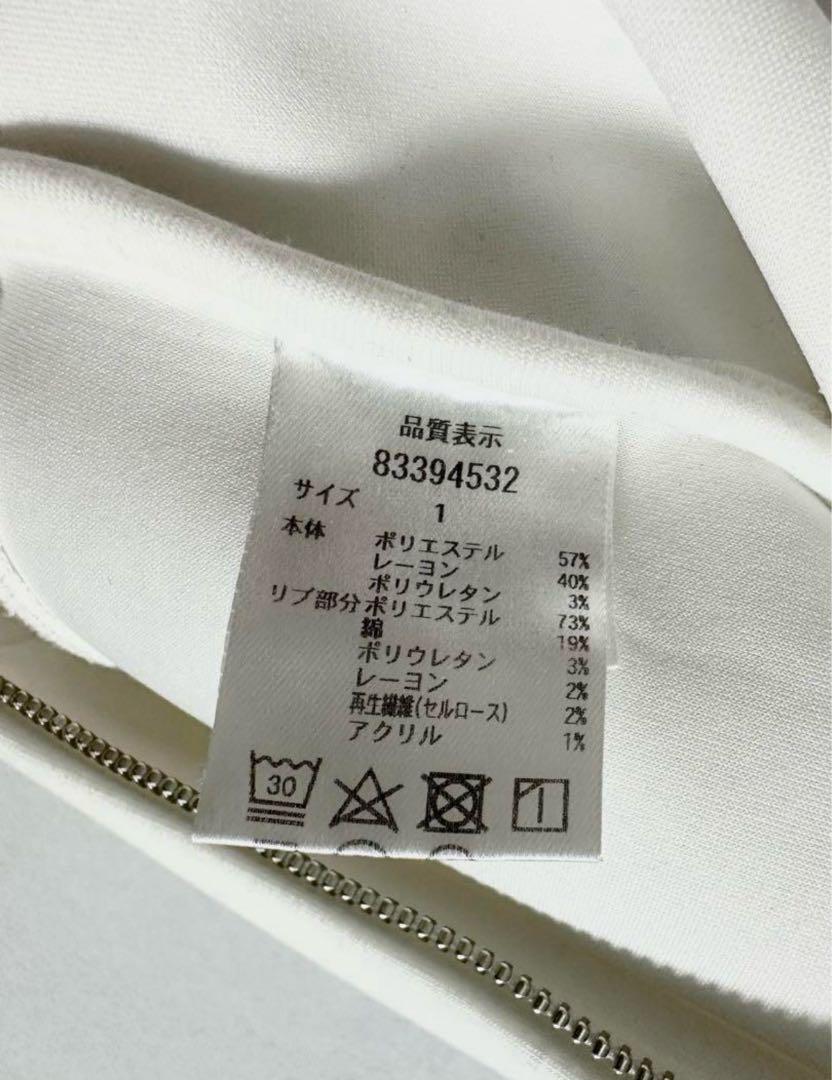 品質表示
83394532
サイズ 1
本体 ポリエステル 57%
レーヨン 40%
ポリウレタン 3%
リブ部分 ポリエステル 73%
綿 19%
ポリウレタン 3%
レーヨン 2%
再生繊維(セルロース) 2%
アクリル 1%
30